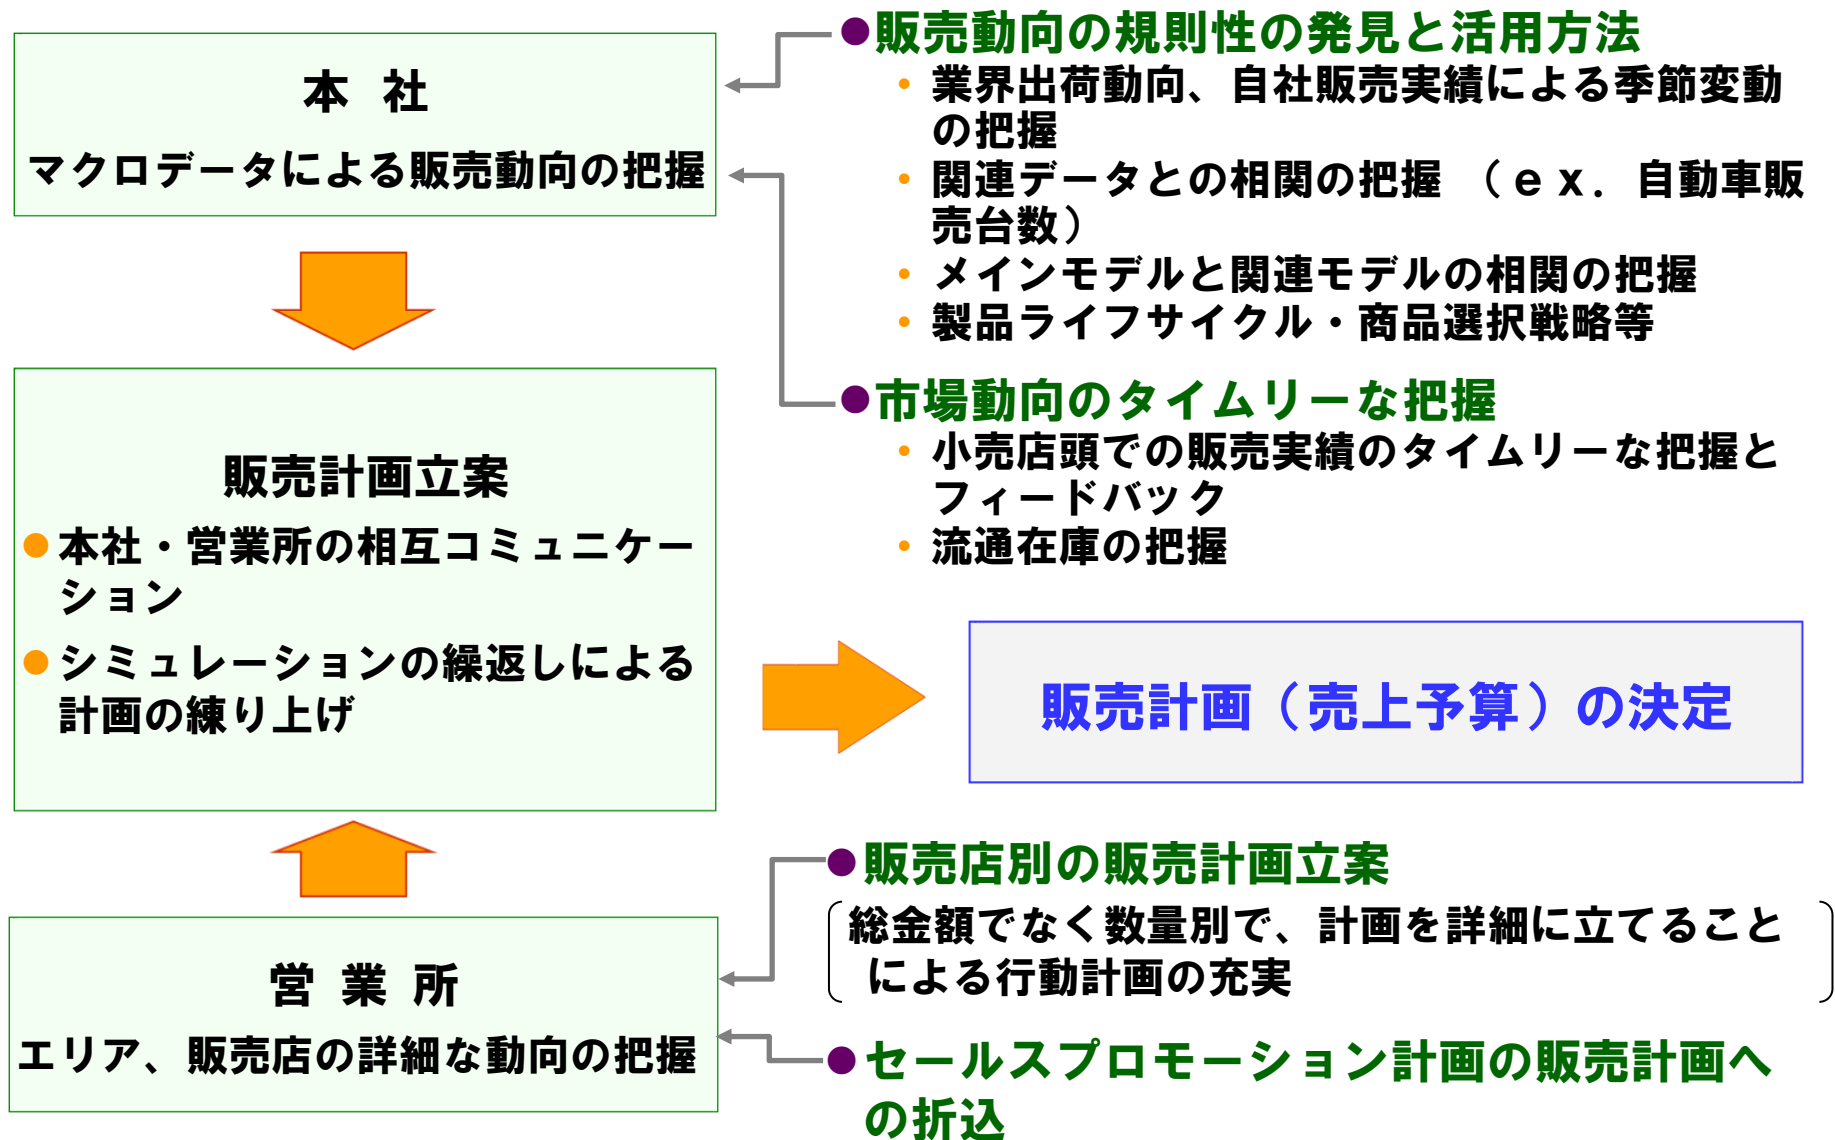 本 社
マクロデータによる販売動向の把握
●販売動向の規則性の発見と活用方法
・業界出荷動向、自社販売実績による季節変動
の把握
・関連データとの相関の把握 （ｅｘ．自動車販
売台数）
・メインモデルと関連モデルの相関の把握
・製品ライフサイクル・商品選択戦略等
●市場動向のタイムリーな把握
・小売店頭での販売実績のタイムリーな把握と
フィードバック
・流通在庫の把握
販売計画立案
●本社・営業所の相互コミュニケー
ション
●シミュレーションの繰返しによる
計画の練り上げ
販売計画（売上予算）の決定
営 業 所
エリア、販売店の詳細な動向の把握
●販売店別の販売計画立案
総金額でなく数量別で、計画を詳細に立てること
による行動計画の充実
●セールスプロモーション計画の販売計画へ
の折込